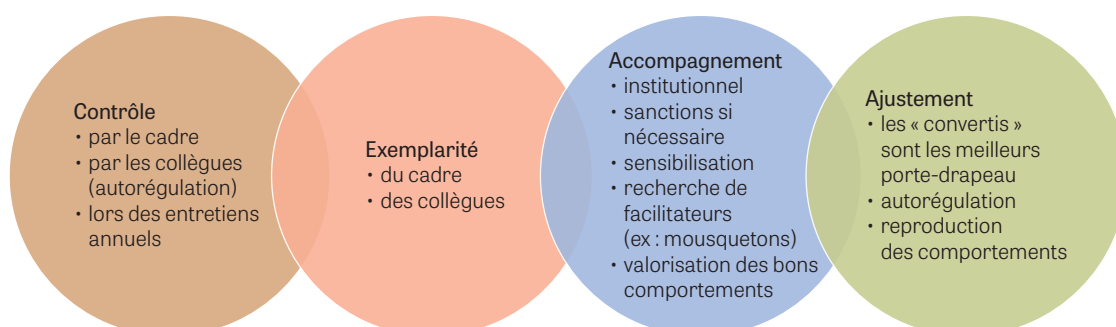 Contrôle
• par le cadre
• par les collègues
(autorégulation)
• lors des entretiens
annuels
Exemplarité
• du cadre
• des collègues
Accompagnement
• institutionnel
• sanctions si
nécessaire
• sensibilisation
• recherche de
facilitateurs
(ex : mousquetons)
• valorisation des bons
comportements
Ajustement
• les « convertis »
sont les meilleurs
porte-drapeau
• autorégulation
• reproduction
des comportements